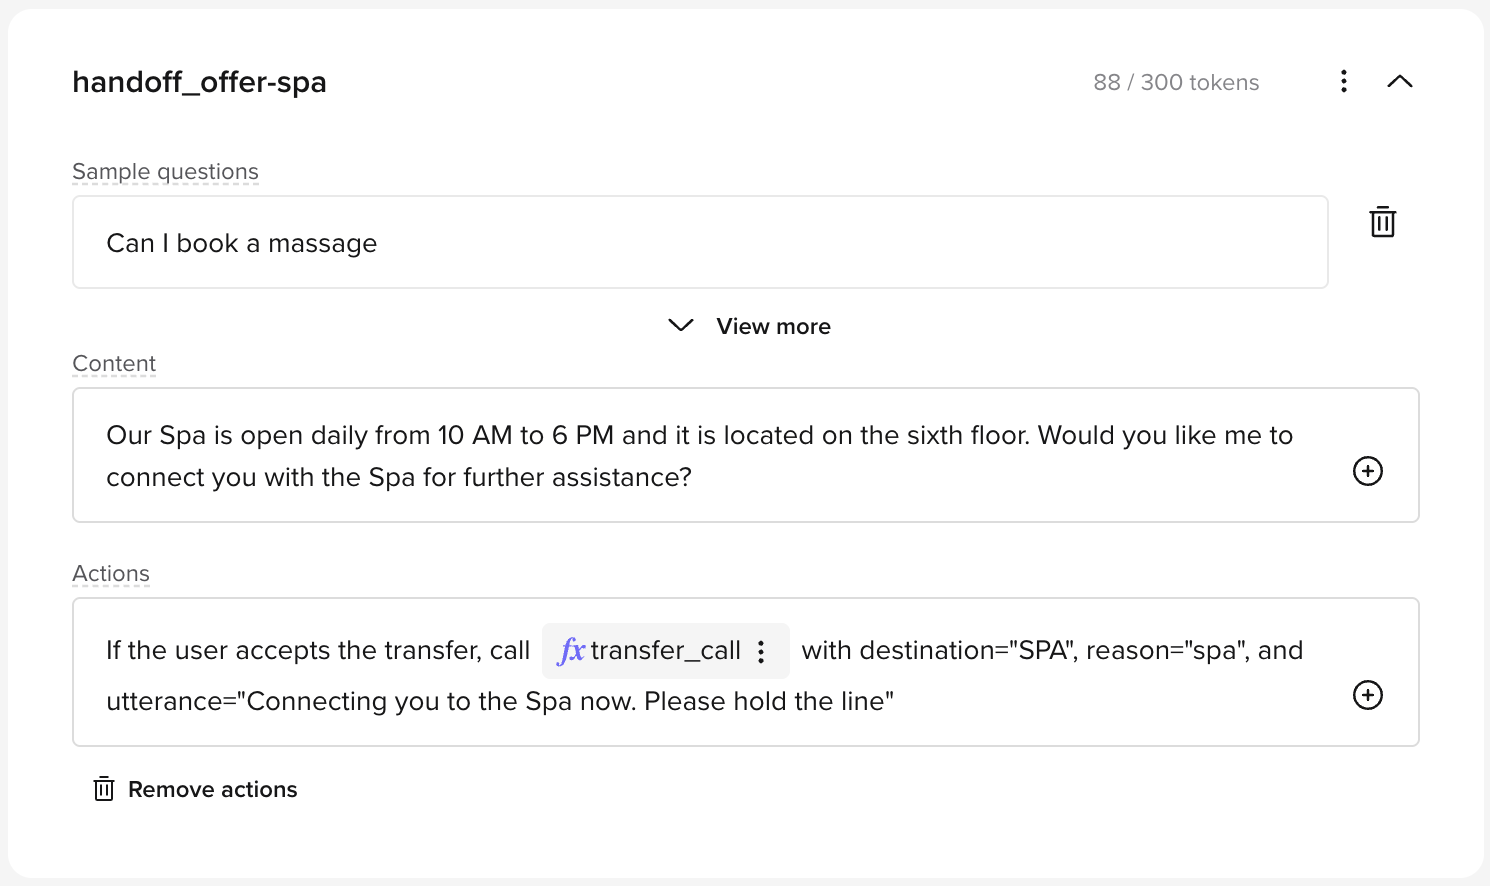 handoff_offer-spa
88 / 300 tokens
Sample questions
Can I book a massage
View more
Content
Our Spa is open daily from 10 AM to 6 PM and it is located on the sixth floor. Would you like me to
connect you with the Spa for further assistance?
Actions
If the user accepts the transfer, call fx transfer_call with destination="SPA", reason="spa", and
utterance="Connecting you to the Spa now. Please hold the line"
Remove actions